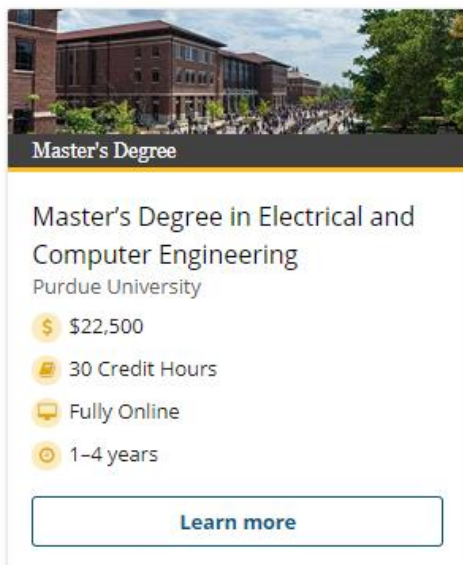 Master's Degree
Master’s Degree in Electrical and
Computer Engineering
Purdue University
$ $22,500
30 Credit Hours
Fully Online
1–4 years
Learn more